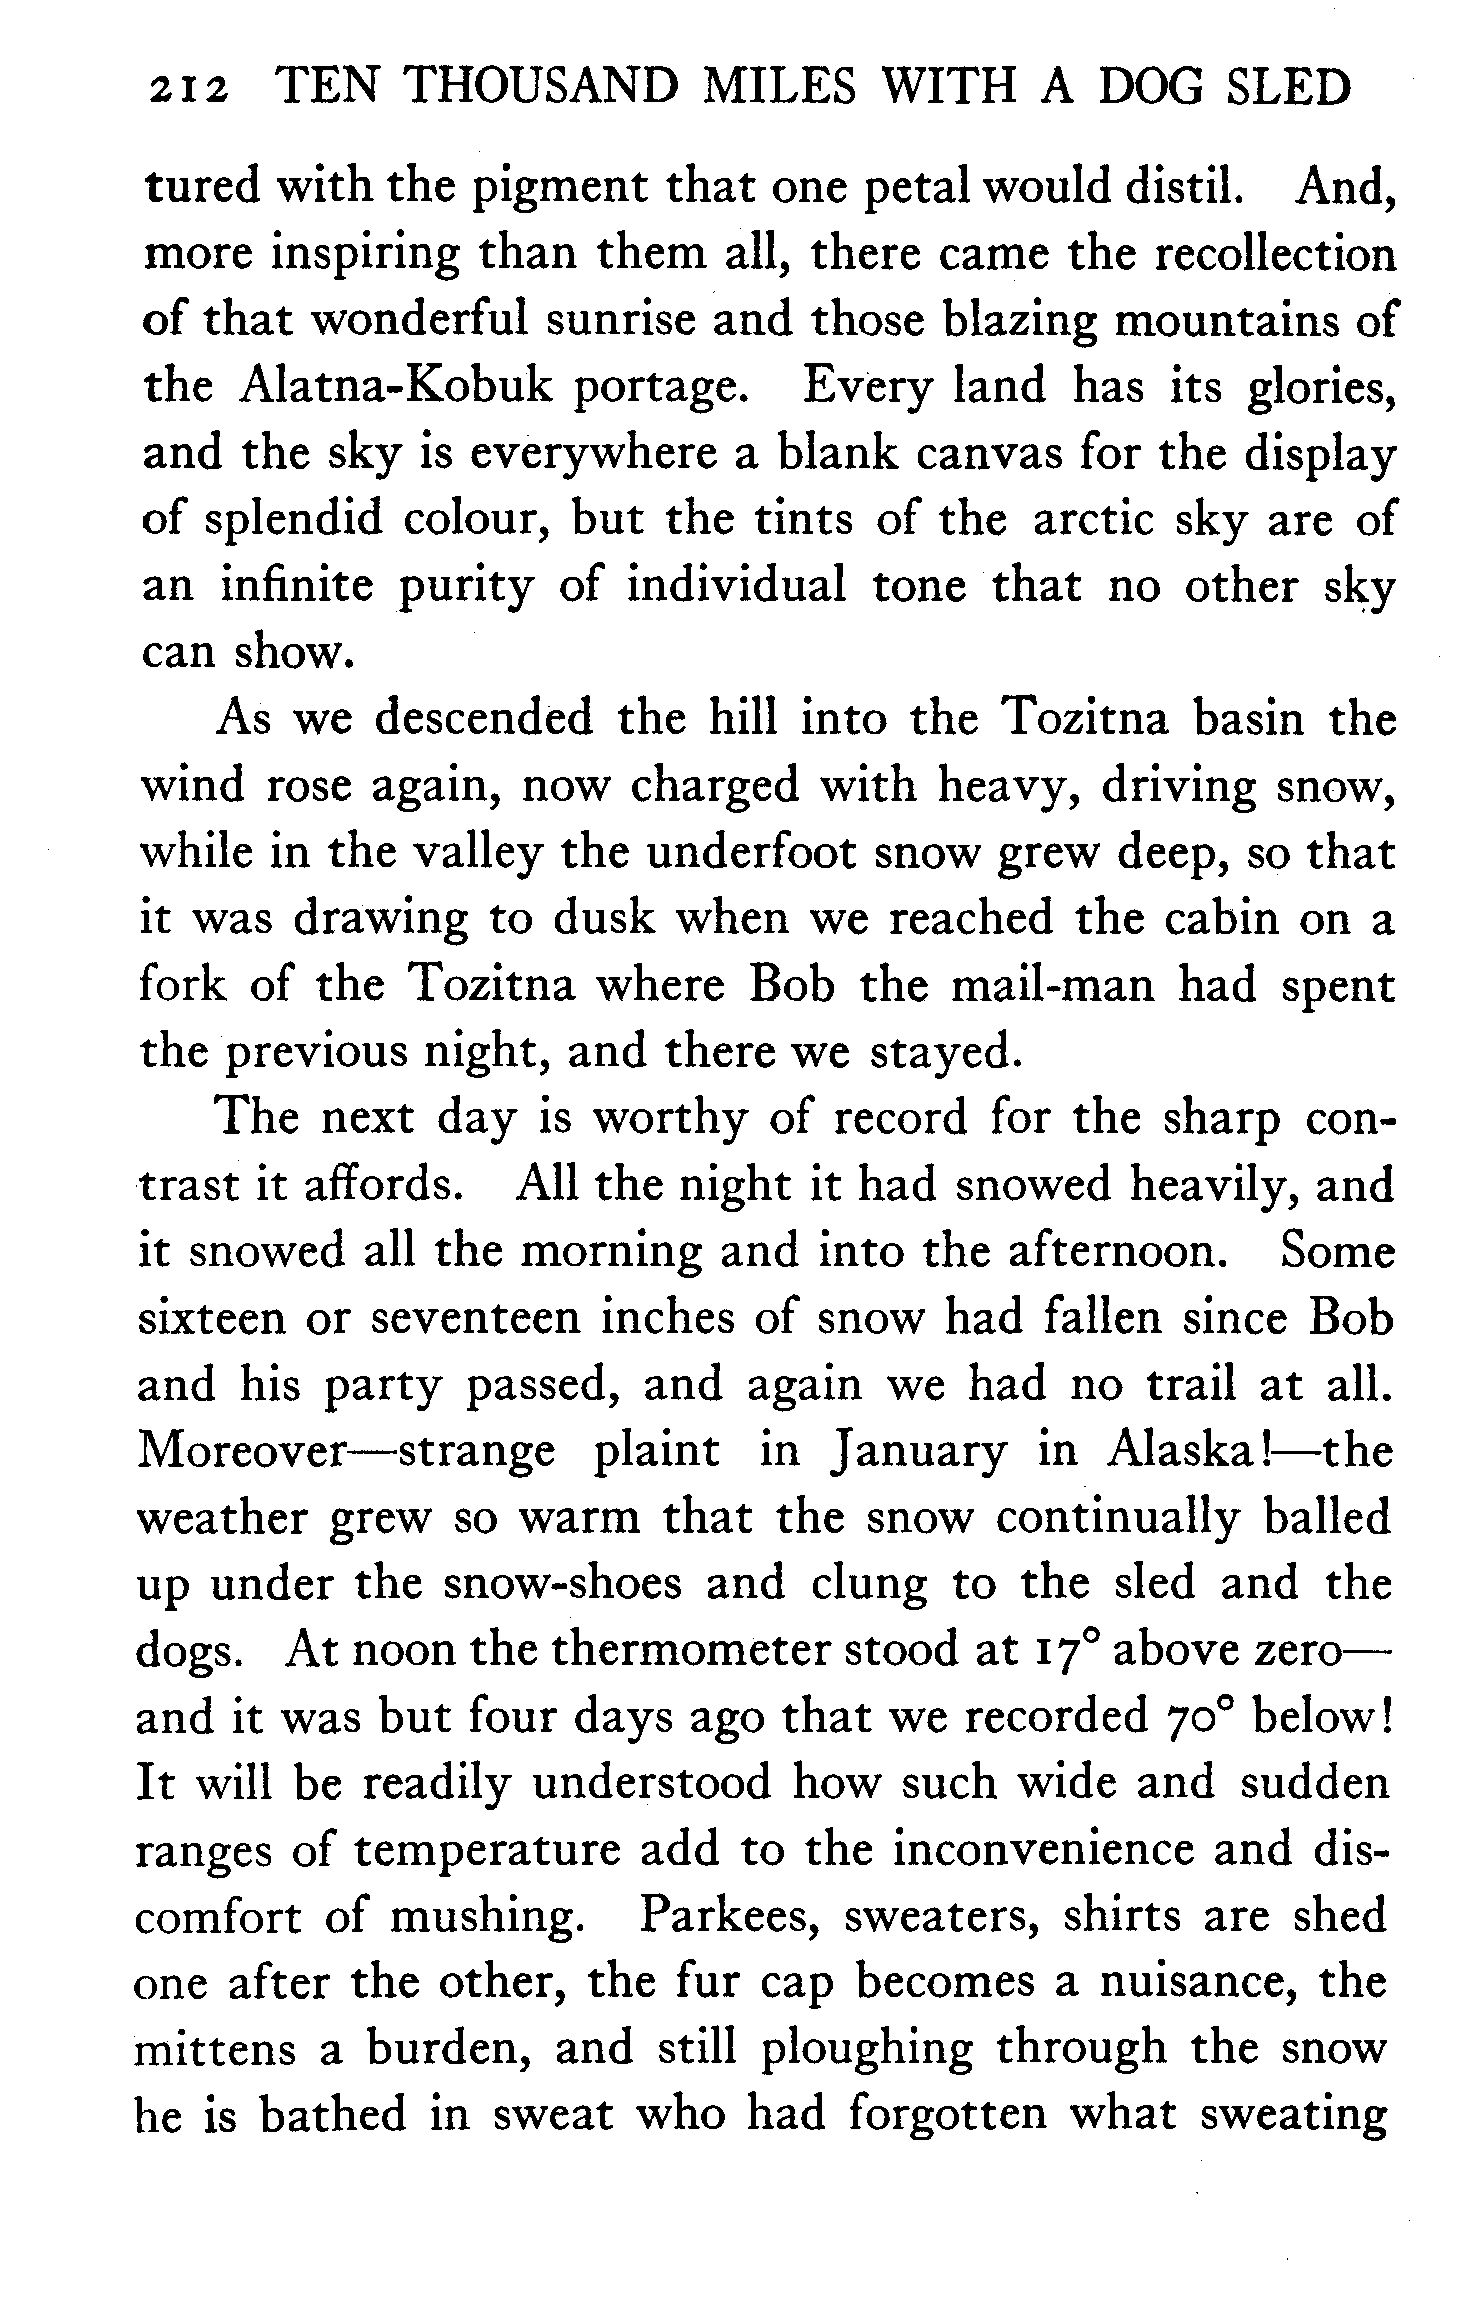 212 TEN THOUSAND MILES WITH A DOG SLED
tured with the pigment that one petal would distil. And,
more inspiring than them all, there came the recollection
of that wonderful sunrise and those blazing mountains of
the Alatna-Kobuk portage. Every land has its glories,
and the sky is everywhere a blank canvas for the display
of splendid colour, but the tints of the arctic sky are of
an infinite purity of individual tone that no other sky
can show.
As we descended the hill into the Tozitna basin the
wind rose again, now charged with heavy, driving snow,
while in the valley the underfoot snow grew deep, so that
it was drawing to dusk when we reached the cabin on a
fork of the Tozitna where Bob the mail-man had spent
the previous night, and there we stayed.
The next day is worthy of record for the sharp con-
trast it affords. All the night it had snowed heavily, and
it snowed all the morning and into the afternoon. Some
sixteen or seventeen inches of snow had fallen since Bob
and his party passed, and again we had no trail at all.
Moreover—strange plaint in January in Alaska!—the
weather grew so warm that the snow continually balled
up under the snow-shoes and clung to the sled and the
dogs. At noon the thermometer stood at 17° above zero—
and it was but four days ago that we recorded 70° below!
It will be readily understood how such wide and sudden
ranges of temperature add to the inconvenience and dis-
comfort of mushing. Parkees, sweaters, shirts are shed
one after the other, the fur cap becomes a nuisance, the
mittens a burden, and still ploughing through the snow
he is bathed in sweat who had forgotten what sweating